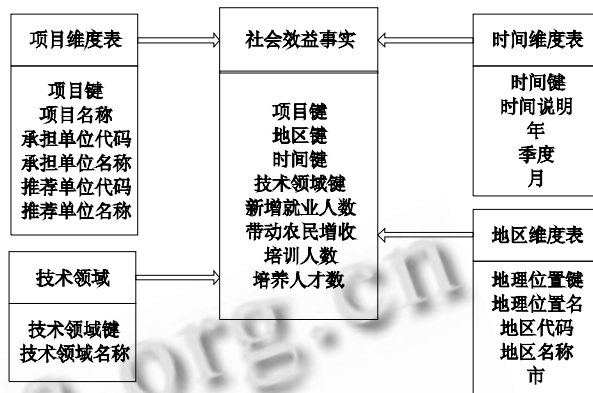 项目维度表
项目键
项目名称
承担单位代码
承担单位名称
推荐单位代码
推荐单位名称
技术领域
技术领域键
技术领域名称
社会效益事实
项目键
地区键
时间键
技术领域键
新增就业人数
带动农民增收
培训人数
培养人才数
时间维度表
时间键
时间说明
年
季度
月
地区维度表
地理位置键
地理位置名
地区代码
地区名称
市
.org.cn